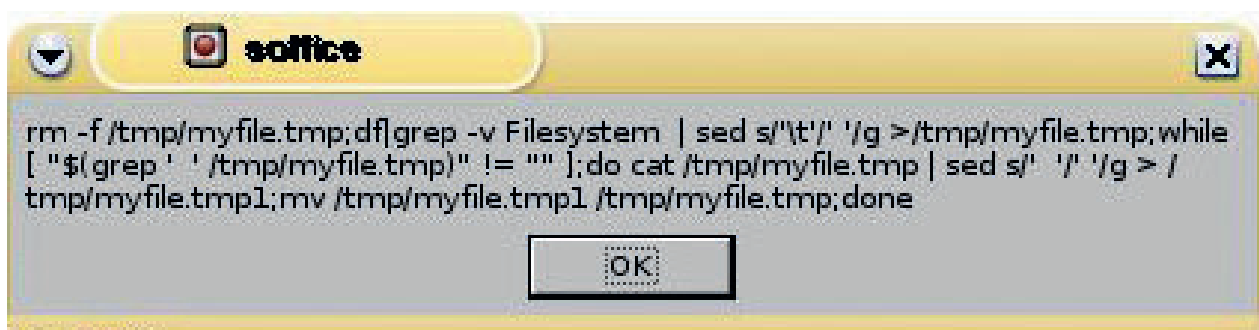 soffice
rm -f /tmp/myfile.tmp;df|grep -v Filesystem  | sed s/"\t'/' '/g >/tmp/myfile.tmp;while
[ "$(grep '  ' /tmp/myfile.tmp)" != "" ];do cat /tmp/myfile.tmp | sed s/'  '/' '/g > /
tmp/myfile.tmp1;mv /tmp/myfile.tmp1 /tmp/myfile.tmp;done
OK